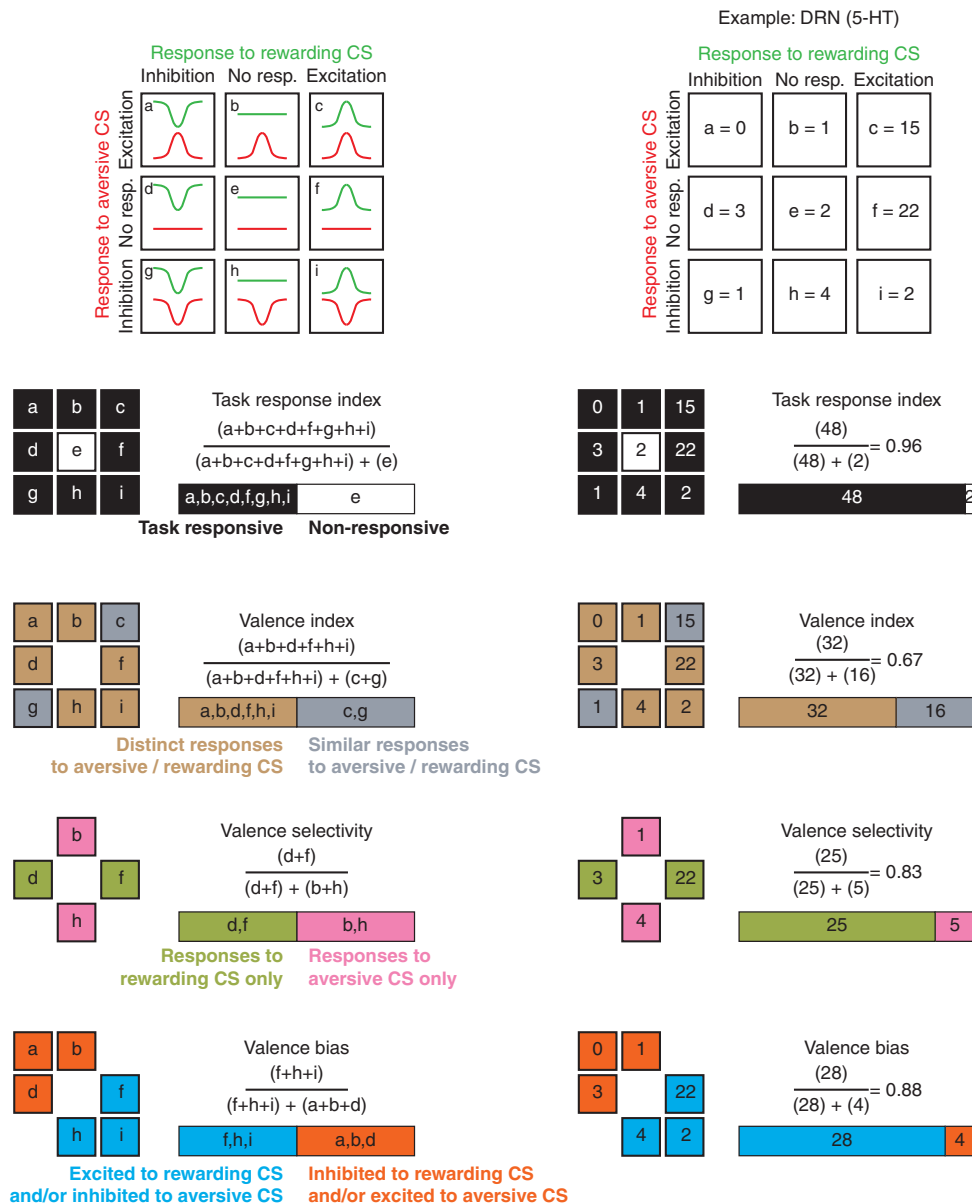 Example: DRN (5-HT)
Response to rewarding CS
Inhibition No resp. Excitation
Response to aversive CS
Excitation
No resp.
Inhibition
a b c
d e f
g h i
Response to rewarding CS
Inhibition No resp. Excitation
Response to aversive CS
Excitation
No resp.
Inhibition
a = 0 b = 1 c = 15
d = 3 e = 2 f = 22
g = 1 h = 4 i = 2
a b c
d e f
g h i
Task response index
(a+b+c+d+f+g+h+i)
(a+b+c+d+f+g+h+i) + (e)
a,b,c,d,f,g,h,i e
Task responsive Non-responsive
0 1 15
3 2 22
1 4 2
Task response index
(48)
(48) + (2)
= 0.96
48 2
a b c
d f
g h i
Valence index
(a+b+d+f+h+i)
(a+b+d+f+h+i) + (c+g)
a,b,d,f,h,i c,g
Distinct responses
to aversive / rewarding CS
Similar responses
to aversive / rewarding CS
0 1 15
3 22
1 4 2
Valence index
(32)
(32) + (16)
= 0.67
32 16
b
d f
h
Valence selectivity
(d+f)
(d+f) + (b+h)
d,f b,h
Responses to
rewarding CS only
Responses to
aversive CS only
1
3 22
4
Valence selectivity
(25)
(25) + (5)
= 0.83
25 5
a b
d f
h i
Valence bias
(f+h+i)
(f+h+i) + (a+b+d)
f,h,i a,b,d
Excited to rewarding CS
and/or inhibited to aversive CS
Inhibited to rewarding CS
and/or excited to aversive CS
0 1
3 22
4 2
Valence bias
(28)
(28) + (4)
= 0.88
28 4